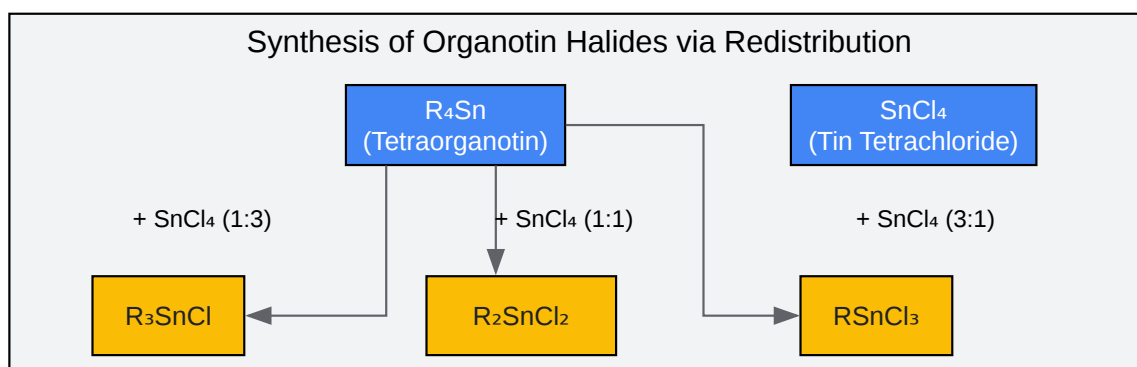 Synthesis of Organotin Halides via Redistribution
R₄Sn
(Tetraorganotin)
SnCl₄
(Tin Tetrachloride)
+ SnCl₄ (1:3)
+ SnCl₄ (1:1)
+ SnCl₄ (3:1)
R₃SnCl
R₂SnCl₂
RSnCl₃